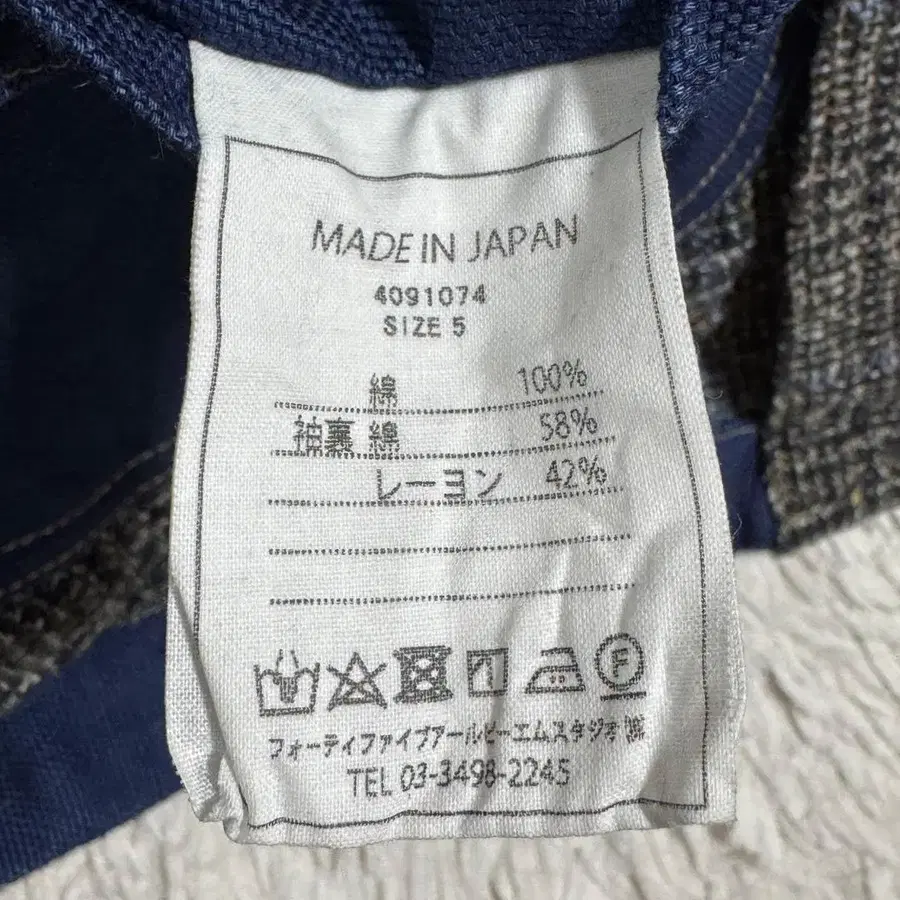 MADE IN JAPAN
4091074
SIZE 5
綿 100%
袖裏 綿 58%
レーヨン 42%
F
フォーティファイブアールピーエムスタジオ㈱
TEL 03-3498-2245